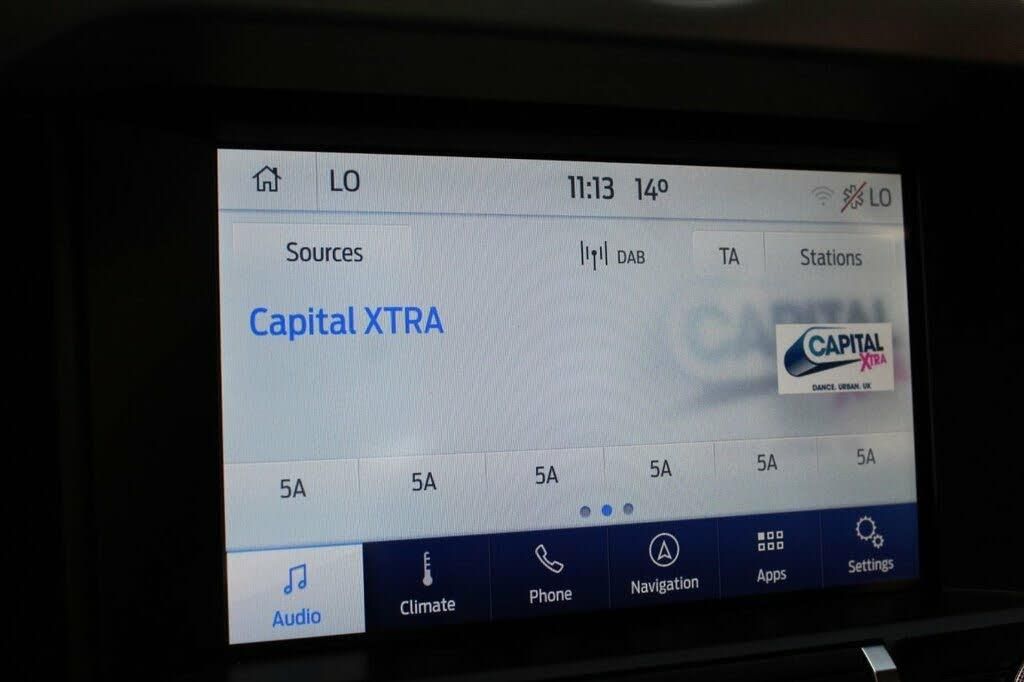 LO 11:13 14º LO
Sources DAB TA Stations
Capital XTRA
CAPITAL
XTRA
DANCE. URBAN. UK
5A 5A 5A 5A 5A 5A
Audio Climate Phone Navigation Apps Settings